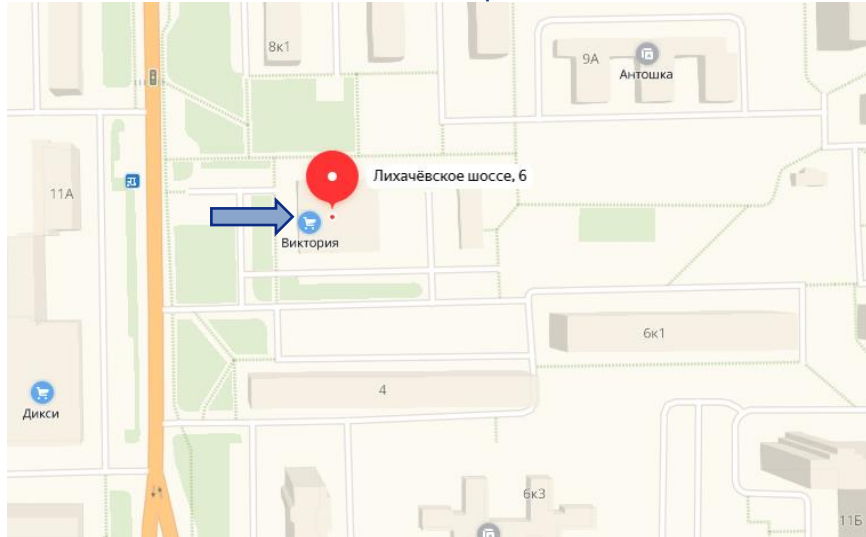 8к1
9А
Антошка
11А
Лихачёвское шоссе, 6
Виктория
6к1
4
Дикси
6к3
11Б